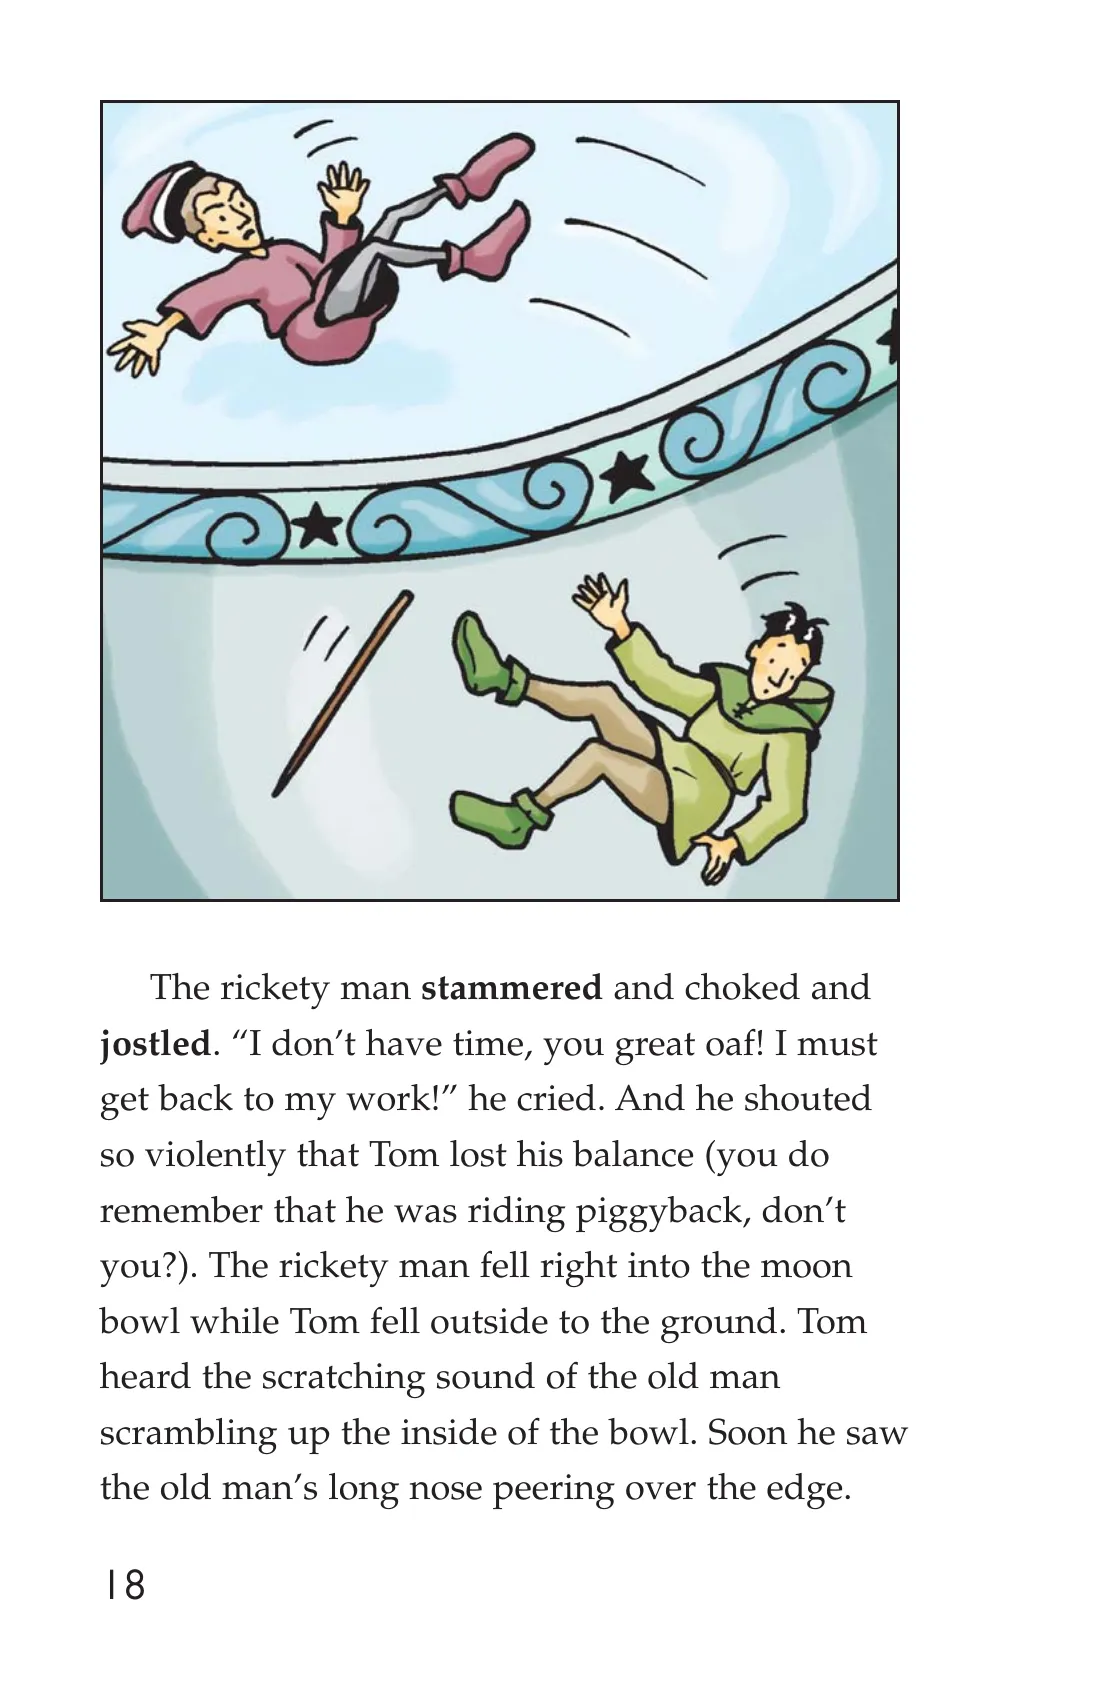 The rickety man stammered and choked and
jostled. “I don’t have time, you great oaf! I must
get back to my work!” he cried. And he shouted
so violently that Tom lost his balance (you do
remember that he was riding piggyback, don’t
you?). The rickety man fell right into the moon
bowl while Tom fell outside to the ground. Tom
heard the scratching sound of the old man
scrambling up the inside of the bowl. Soon he saw
the old man’s long nose peering over the edge.
18